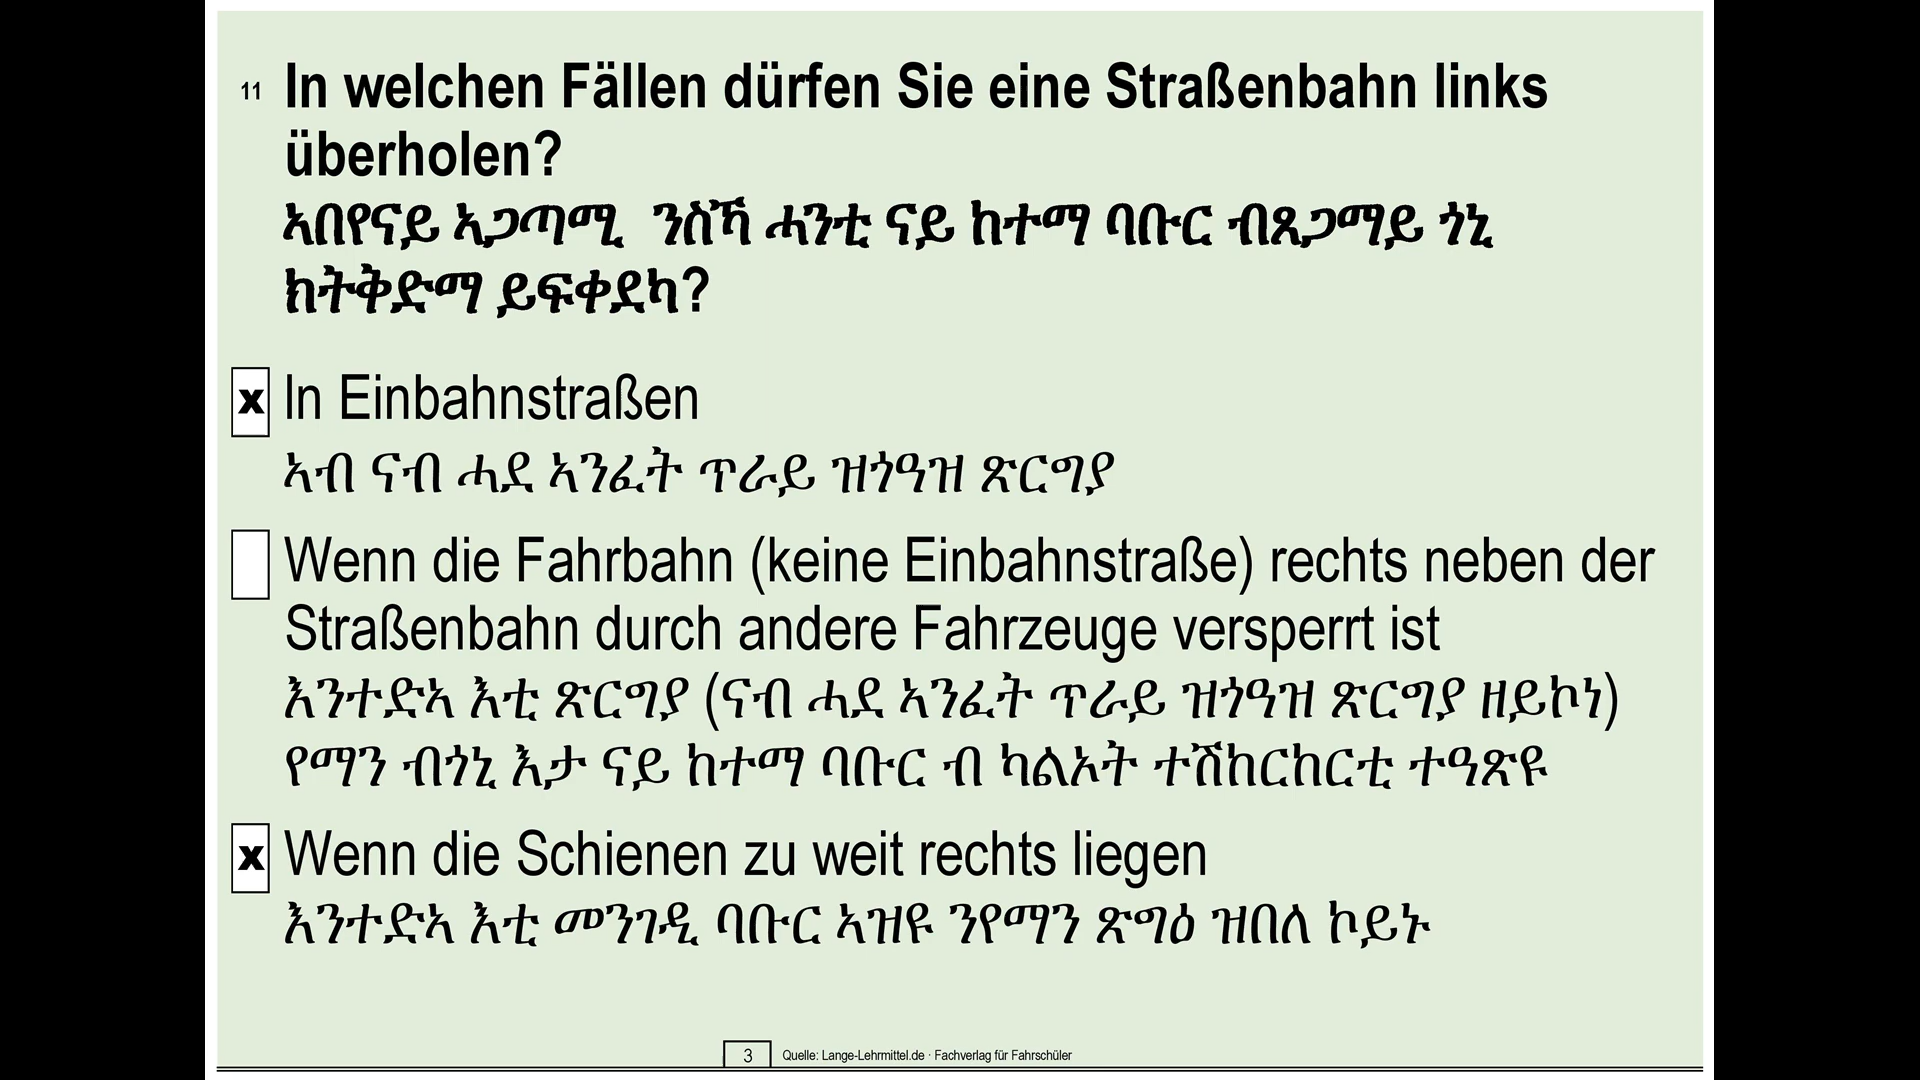 11 In welchen Fällen dürfen Sie eine Straßenbahn links
überholen?
ኣበየናይ ኣጋጣሚ ንስኻ ሓንቲ ናይ ከተማ ባቡር ብጸጋማይ ጎኒ
ክትቅድማ ይፍቀደካ?
x In Einbahnstraßen
ኣብ ናብ ሓደ ኣንፈት ጥራይ ዝጎዓዝ ጽርግያ
Wenn die Fahrbahn (keine Einbahnstraße) rechts neben der
Straßenbahn durch andere Fahrzeuge versperrt ist
እንተድኣ እቲ ጽርግያ (ናብ ሓደ ኣንፈት ጥራይ ዝጎዓዝ ጽርግያ ዘይኮነ)
የማን ብጎኒ እታ ናይ ከተማ ባቡር ብ ካልኦት ተሽከርከርቲ ተዓጽዩ
x Wenn die Schienen zu weit rechts liegen
እንተድኣ እቲ መንገዲ ባቡር ኣዝዩ ንየማን ጽግዕ ዝበለ ኮይኑ
3 Quelle: Lange-Lehrmittel.de · Fachverlag für Fahrschüler